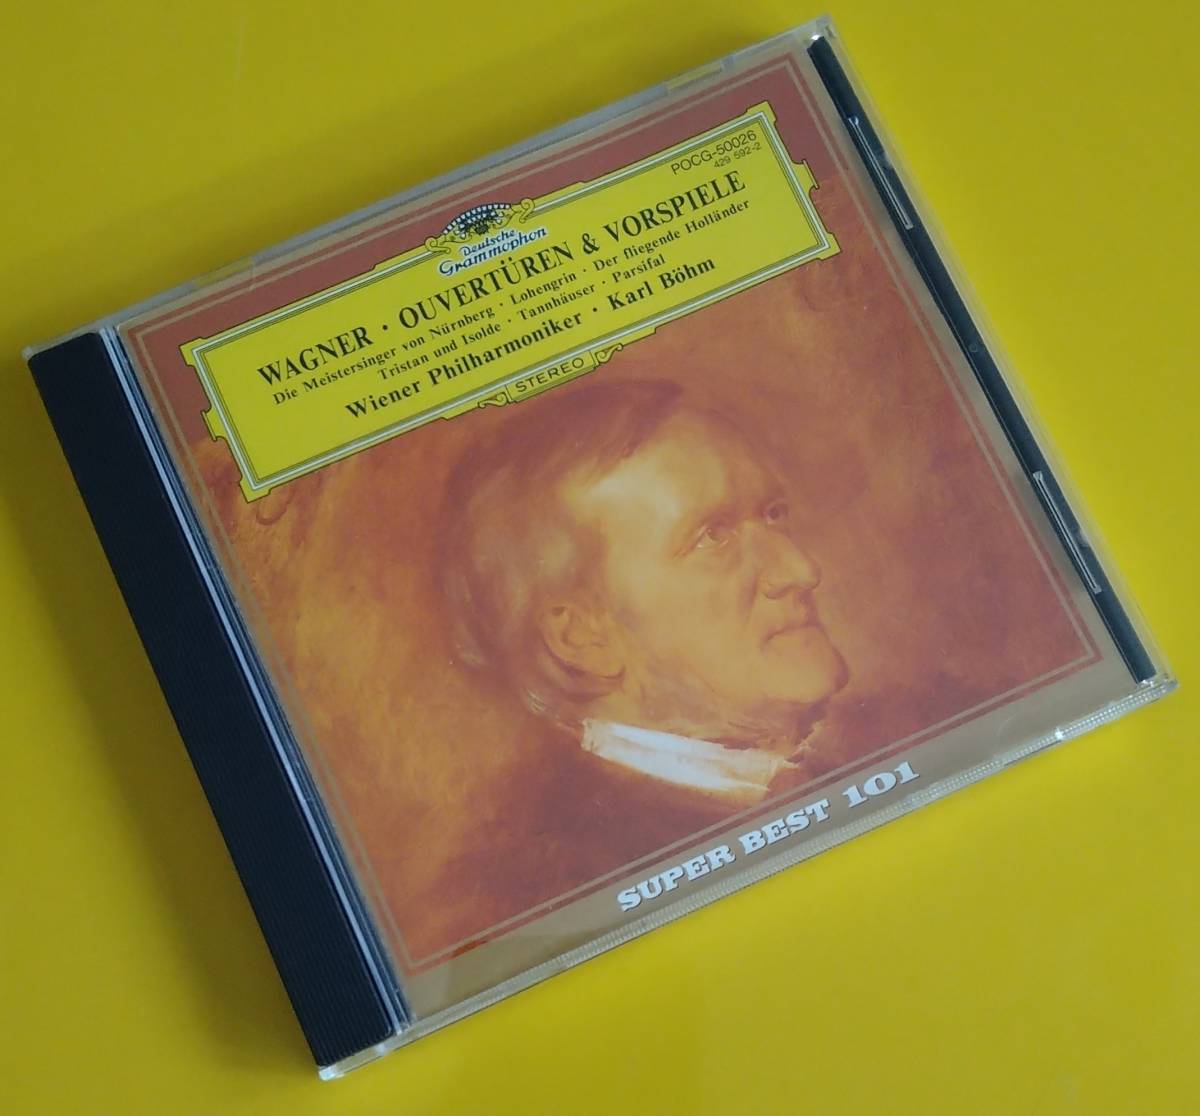 POCG-50026
429 592-2
Deutsche
Grammophon
WAGNER · OUVERTÜREN & VORSPIELE
Die Meistersinger von Nürnberg · Lohengrin · Der fliegende Holländer
Tristan und Isolde · Tannhäuser · Parsifal
Wiener Philharmoniker · Karl Böhm
STEREO
SUPER BEST 101